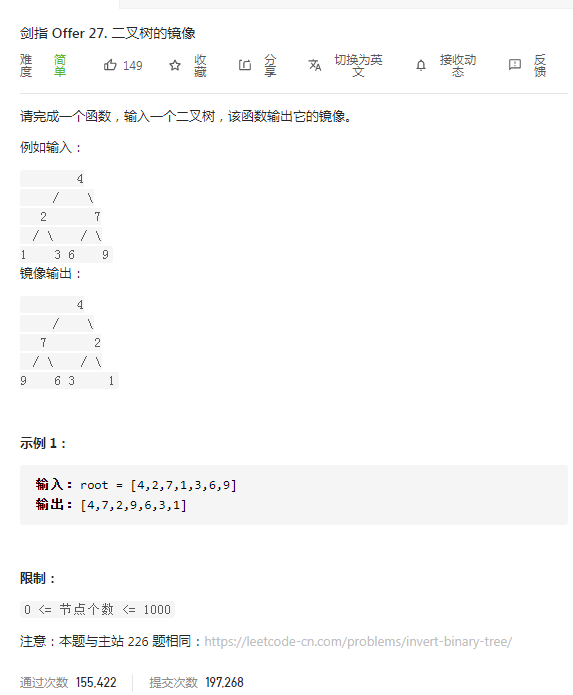 剑指 Offer 27. 二叉树的镜像
难度 简单 149 收藏 分享 切换为英文 接收动态 反馈
请完成一个函数，输入一个二叉树，该函数输出它的镜像。
例如输入：
4
/ \
2 7
/ \ / \
1 3 6 9
镜像输出：
4
/ \
7 2
/ \ / \
9 6 3 1
示例 1：
输入：root = [4,2,7,1,3,6,9]
输出：[4,7,2,9,6,3,1]
限制：
0 <= 节点个数 <= 1000
注意：本题与主站 226 题相同：https://leetcode-cn.com/problems/invert-binary-tree/
通过次数 155,422 提交次数 197,268